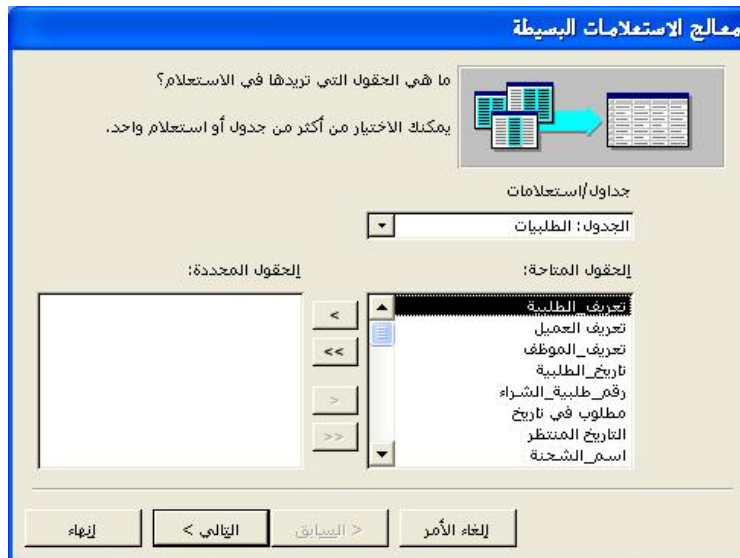 معالج الاستعلامات البسيطة
ما هي الحقول التي تريدها في الاستعلام؟
يمكنك الاختيار من أكثر من جدول أو استعلام واحد.
جداول/استعلامات
الجدول: الطلبيات
الحقول المتاحة:
الحقول المحددة:
تعريف_الطلبية
تعريف العميل
تعريف_الموظف
تاريخ_الطلبية
رقم_طلبية_الشراء
مطلوب في تاريخ
التاريخ المنتظر
اسم_الشحنة
<
<<
>
>>
إلغاء الأمر
< السابق
التالي >
إنهاء